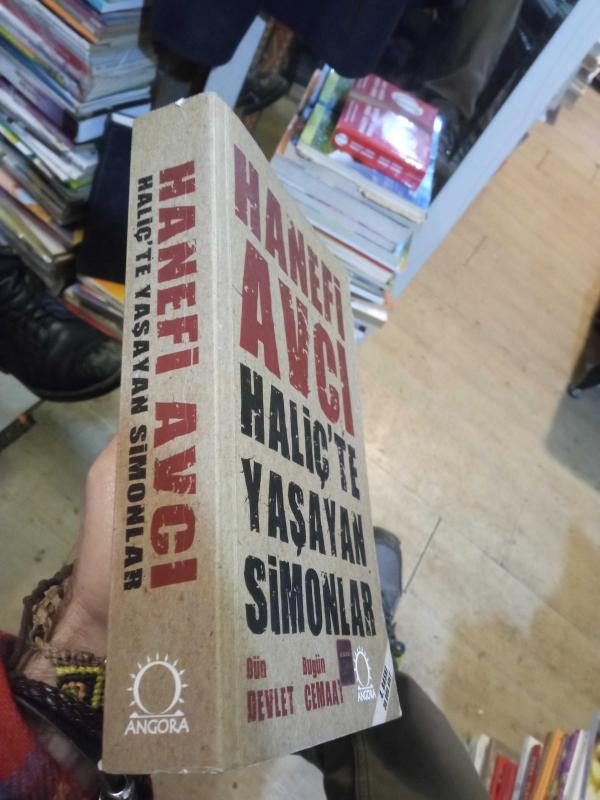 HANEFİ AVCI
HALİÇ'TE YAŞAYAN SİMONLAR
ANGORA
HANEFİ
AVCI
HALİÇ'TE
YAŞAYAN
SİMONLAR
Dün Bugün
DEVLET CEMAAT
ANGORA